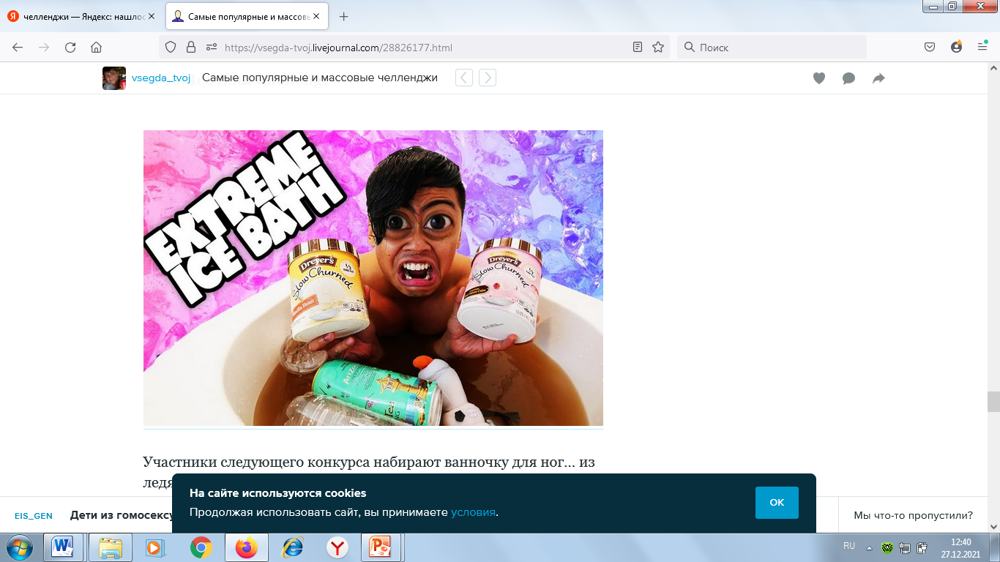 челленджи — Яндекс: нашлос
Самые популярные и массовы
https://vsegda-tvoj.livejournal.com/28826177.html
Поиск
vsegda_tvoj
Самые популярные и массовые челленджи
EXTREME
ICE BATH
Dreyer's
Slow Churned
Dreyer's
Slow Churned
Участники следующего конкурса набирают ванночку для ног... из
ледя
На сайте используются cookies
Продолжая использовать сайт, вы принимаете условия.
OK
EIS_GEN
Дети из гомосексу
Мы что-то пропустили?
RU
12:40
27.12.2021